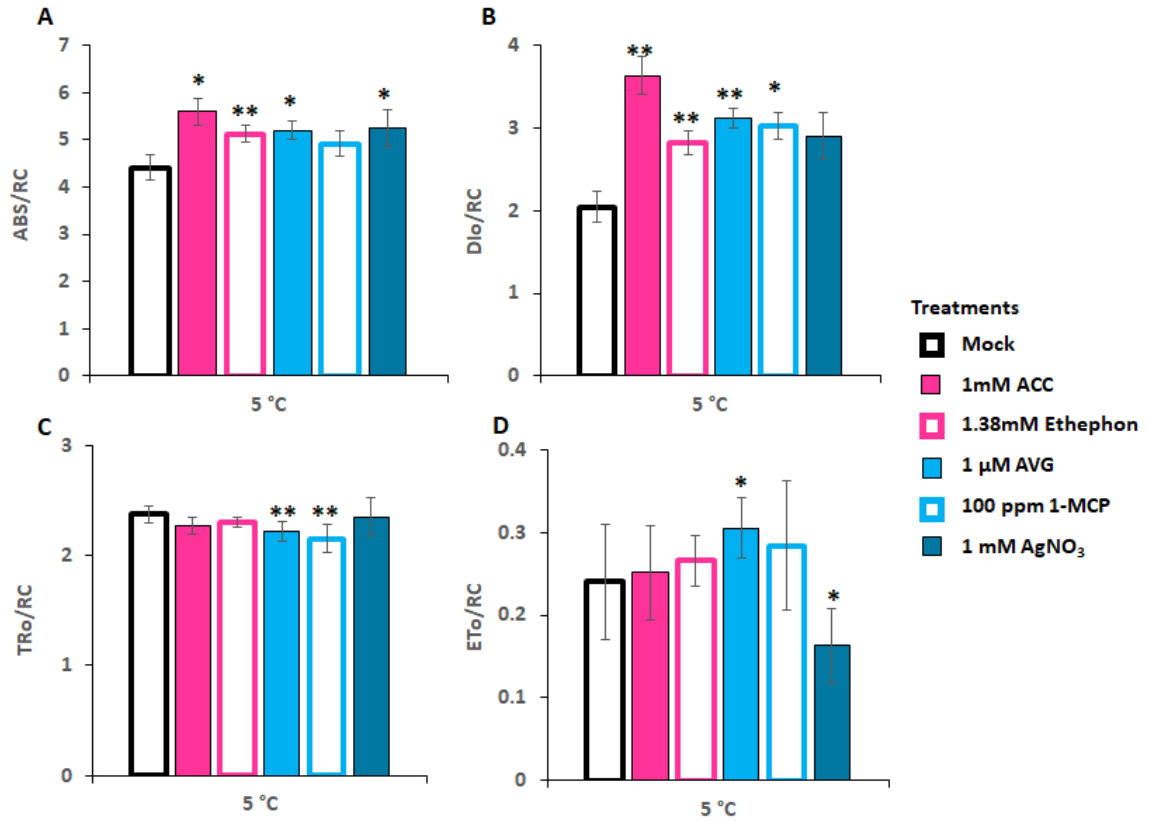 A
ABS/RC
7
6
5
4
3
2
1
0
*
**
*
*
5 °C
B
DIo/RC
4
3
2
1
0
**
**
**
*
5 °C
C
TRo/RC
3
2
1
0
**
**
5 °C
D
ETo/RC
0.4
0.3
0.2
0.1
0
*
*
5 °C
Treatments
Mock
1mM ACC
1.38mM Ethephon
1 µM AVG
100 ppm 1-MCP
1 mM AgNO₃